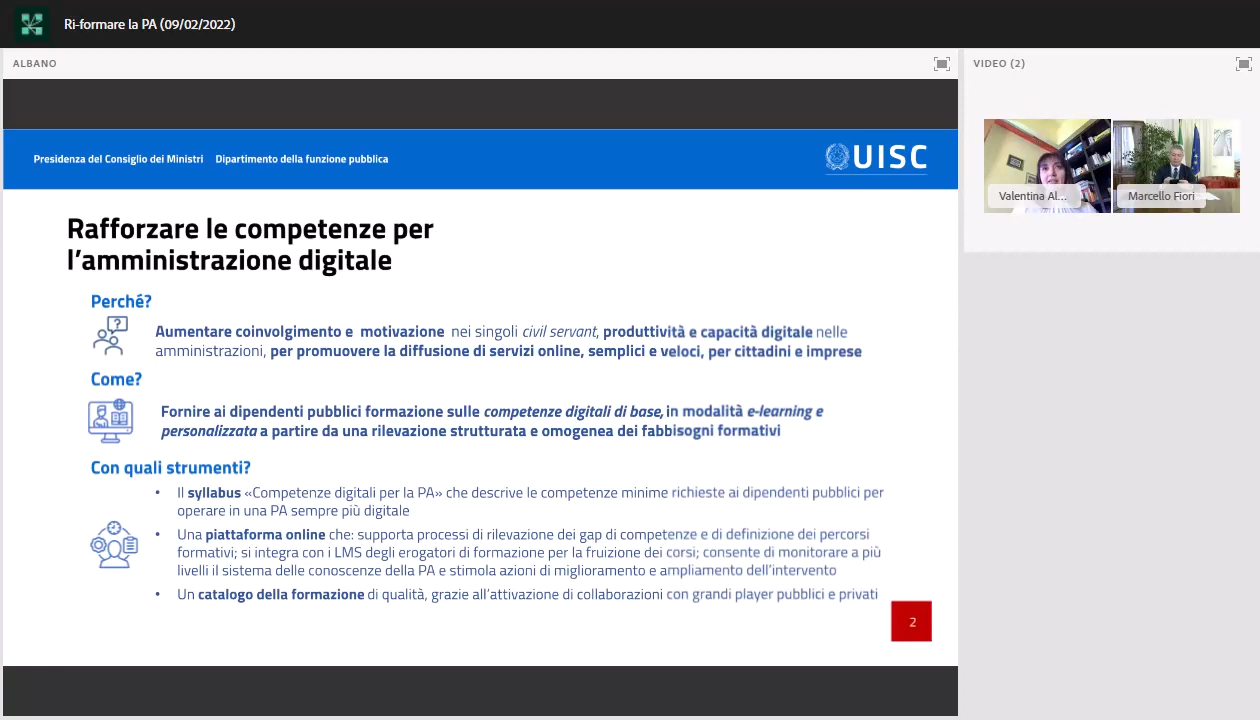 Ri-formare la PA (09/02/2022)
ALBANO
VIDEO (2)
Presidenza del Consiglio dei Ministri Dipartimento della funzione pubblica
UISC
Valentina Al...
Marcello Fiori
Rafforzare le competenze per
l'amministrazione digitale
Perché?
Aumentare coinvolgimento e motivazione nei singoli civil servant, produttività e capacità digitale nelle
amministrazioni, per promuovere la diffusione di servizi online, semplici e veloci, per cittadini e imprese
Come?
Fornire ai dipendenti pubblici formazione sulle competenze digitali di base, in modalità e-learning e
personalizzata a partire da una rilevazione strutturata e omogenea dei fabbisogni formativi
Con quali strumenti?
• Il syllabus «Competenze digitali per la PA» che descrive le competenze minime richieste ai dipendenti pubblici per
operare in una PA sempre più digitale
• Una piattaforma online che: supporta processi di rilevazione dei gap di competenze e di definizione dei percorsi
formativi; si integra con i LMS degli erogatori di formazione per la fruizione dei corsi; consente di monitorare a più
livelli il sistema delle conoscenze della PA e stimola azioni di miglioramento e ampliamento dell'intervento
• Un catalogo della formazione di qualità, grazie all'attivazione di collaborazioni con grandi player pubblici e privati
2